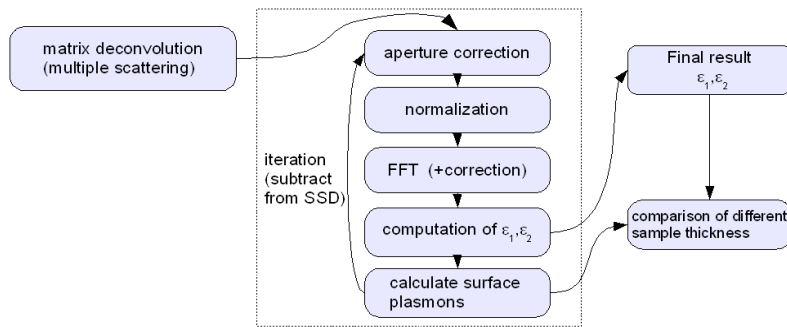 matrix deconvolution
(multiple scattering)
aperture correction
normalization
FFT (+correction)
computation of ε₁,ε₂
calculate surface
plasmons
iteration
(subtract
from SSD)
Final result
ε₁,ε₂
comparison of different
sample thickness